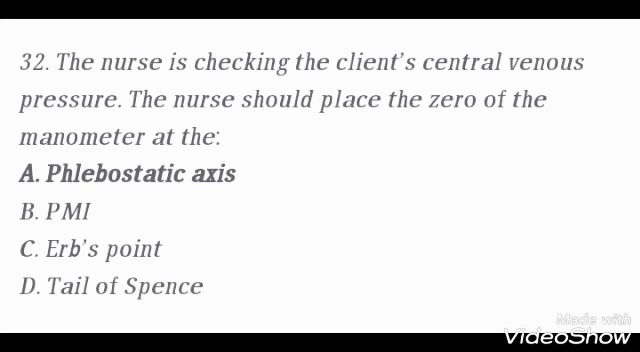 32. The nurse is checking the client's central venous
pressure. The nurse should place the zero of the
manometer at the:
A. Phlebostatic axis
B. PMI
C. Erb's point
D. Tail of Spence
Made with
VideoShow